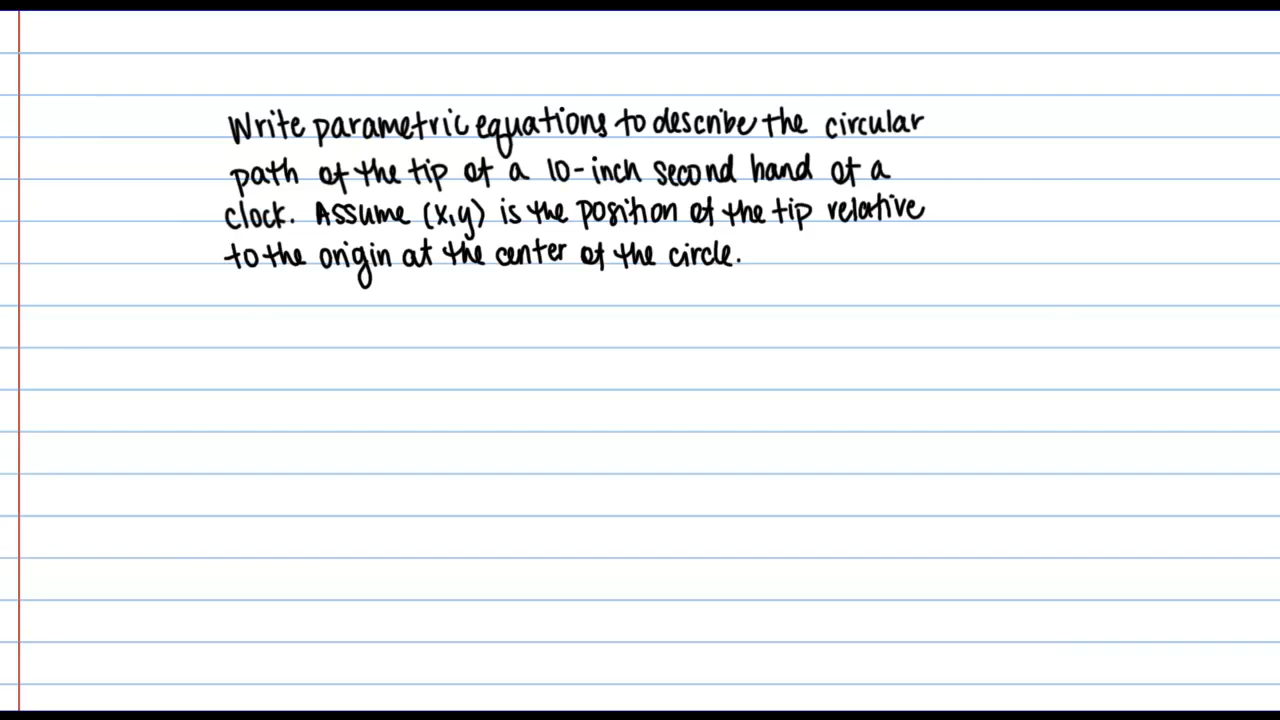 Write parametric equations to describe the circular
path of the tip of a 10-inch second hand of a
clock. Assume (x,y) is the position of the tip relative
to the origin at the center of the circle.